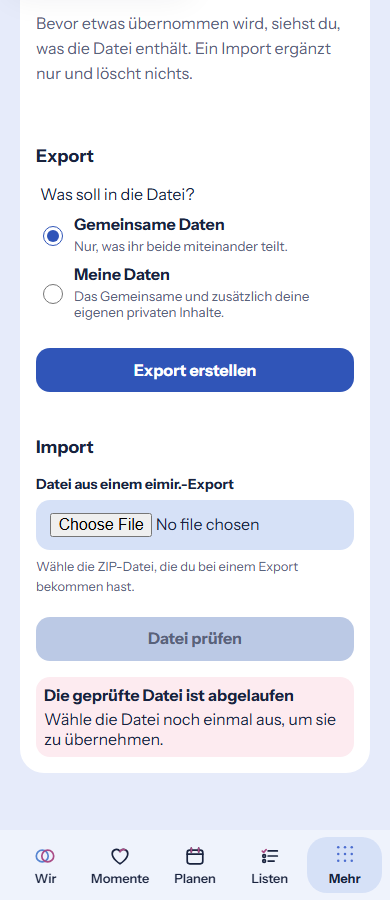 Bevor etwas übernommen wird, siehst du,
was die Datei enthält. Ein Import ergänzt
nur und löscht nichts.
Export
Was soll in die Datei?
Gemeinsame Daten
Nur, was ihr beide miteinander teilt.
Meine Daten
Das Gemeinsame und zusätzlich deine
eigenen privaten Inhalte.
Export erstellen
Import
Datei aus einem eimir.-Export
Choose File No file chosen
Wähle die ZIP-Datei, die du bei einem Export
bekommen hast.
Datei prüfen
Die geprüfte Datei ist abgelaufen
Wähle die Datei noch einmal aus, um sie
zu übernehmen.
Wir Momente Planen Listen Mehr